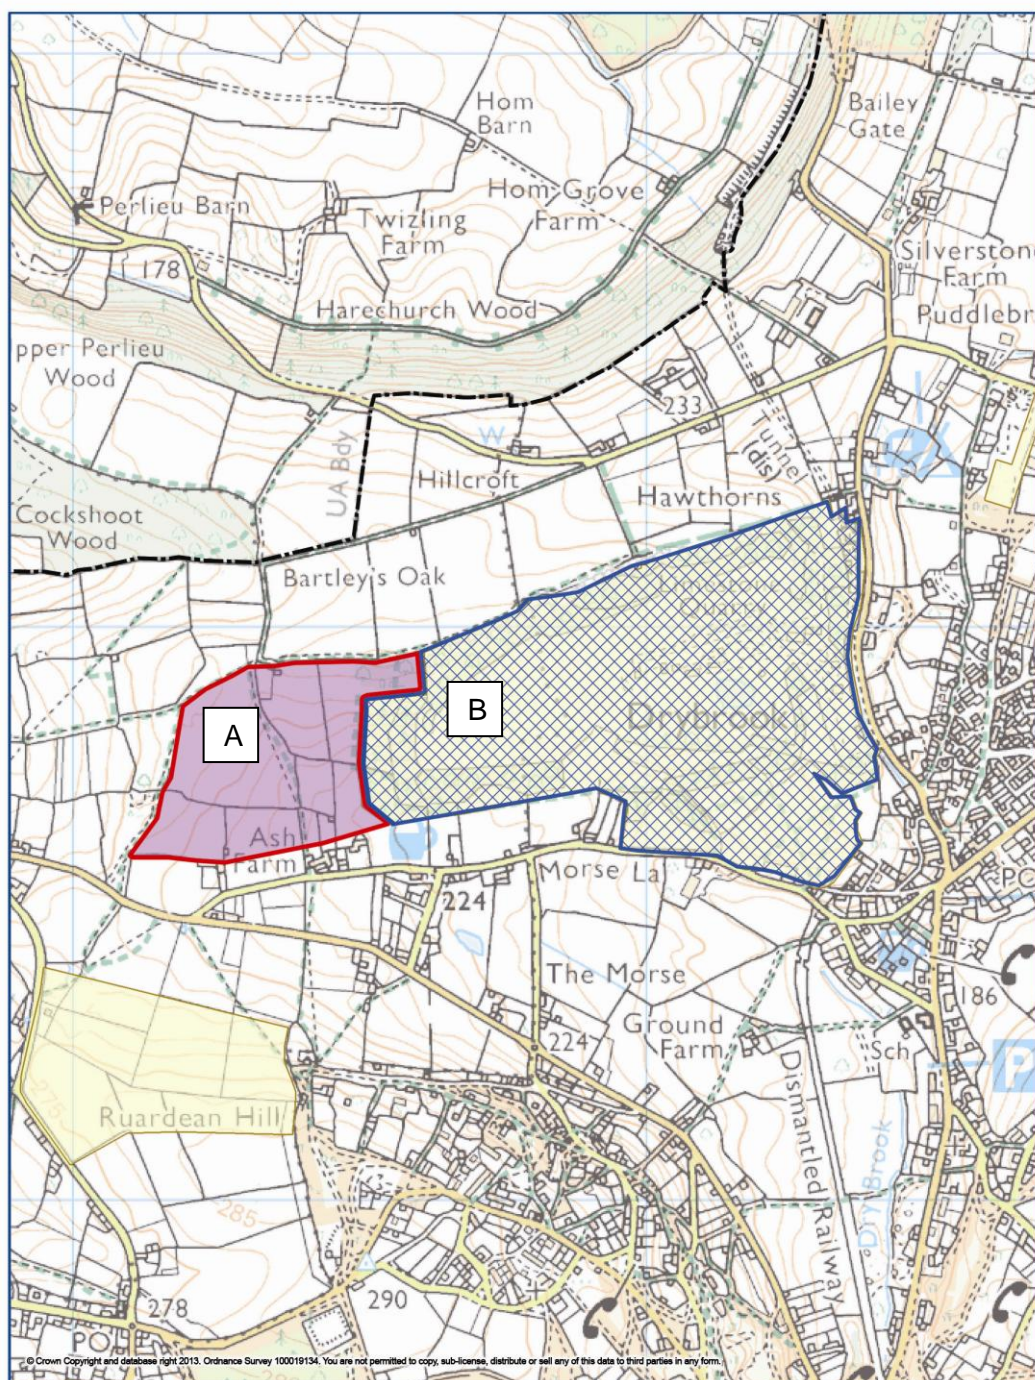 Hom
Barn
Bailey
Gate
Perlieu Barn
Hom Grove
Farm
Twizling
Farm
178
Silverstone
Farm
Harechurch Wood
Puddlebr
pper Perlieu
Wood
233
Tunnel
(dis)
W
UA Bdy
Hillcroft
Hawthorns
Cockshoot
Wood
Bartley's Oak
Quarry
A
B
Drybrook
Ash
Farm
Morse La
PO
224
The Morse
186
Ground
Farm
224
Sch
P
Dismantled Railway
Dry Brook
275
Ruardean Hill
285
278
290
PO
© Crown Copyright and database right 2013. Ordnance Survey 100019134. You are not permitted to copy, sub-license, distribute or sell any of this data to third parties in any form.